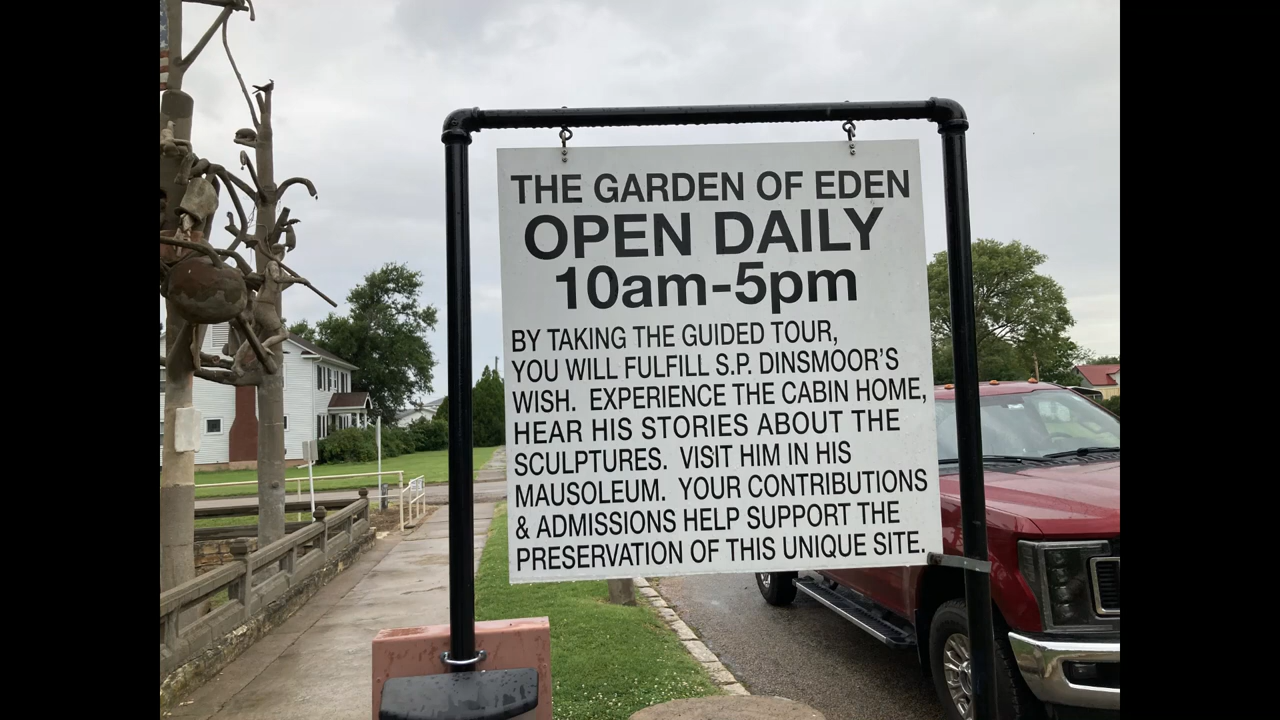 THE GARDEN OF EDEN
OPEN DAILY
10am-5pm
BY TAKING THE GUIDED TOUR,
YOU WILL FULFILL S.P. DINSMOOR'S
WISH. EXPERIENCE THE CABIN HOME,
HEAR HIS STORIES ABOUT THE
SCULPTURES. VISIT HIM IN HIS
MAUSOLEUM. YOUR CONTRIBUTIONS
& ADMISSIONS HELP SUPPORT THE
PRESERVATION OF THIS UNIQUE SITE.